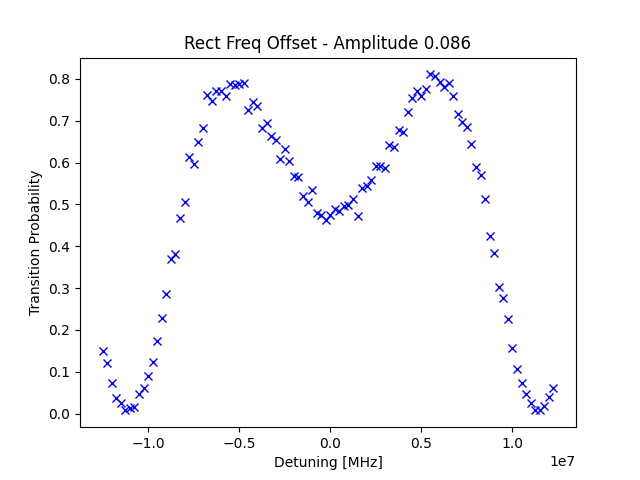 Rect Freq Offset - Amplitude 0.086
Transition Probability
0.8
0.7
0.6
0.5
0.4
0.3
0.2
0.1
0.0
−1.0 −0.5 0.0 0.5 1.0
1e7
Detuning [MHz]